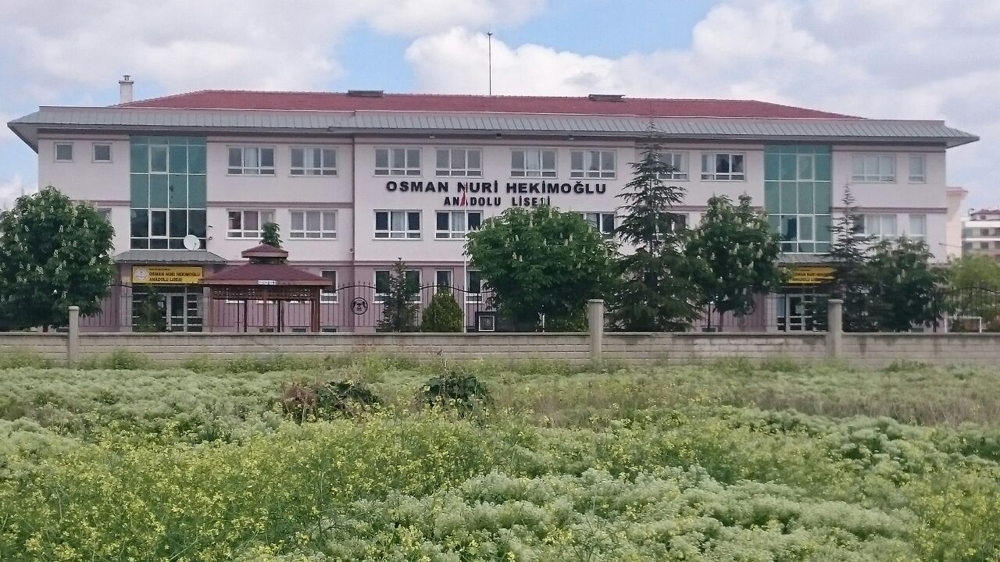 OSMAN NURİ HEKİMOĞLU
ANADOLU LİSESİ
OSMAN NURİ HEKİMOĞLU
ANADOLU LİSESİ